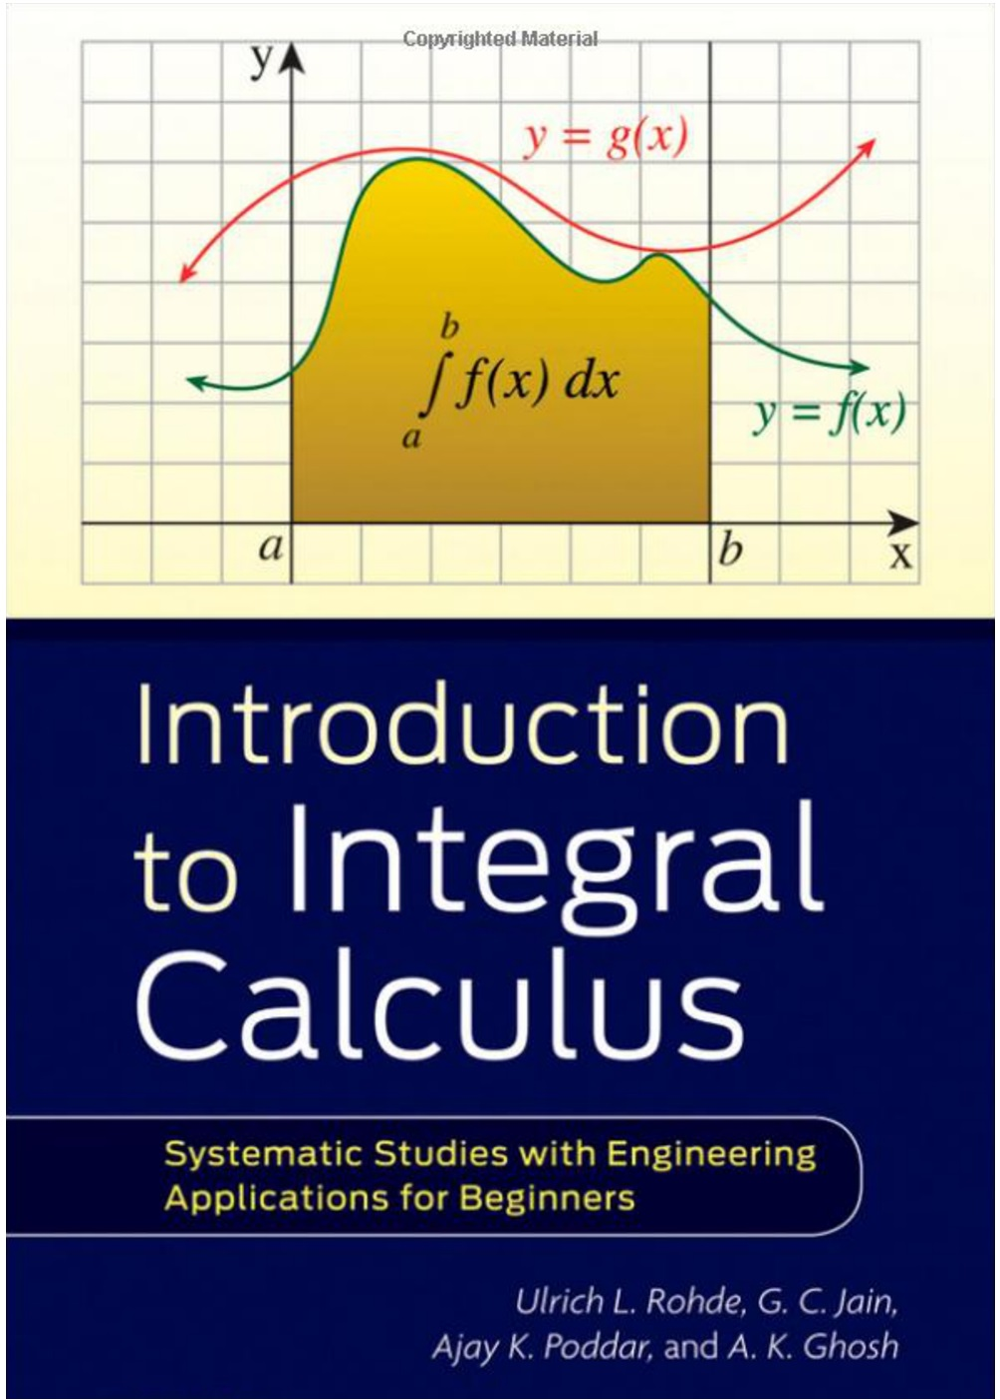 Copyrighted Material
y
y = g(x)
b
∫ f(x) dx
a
y = f(x)
a
b
x
Introduction
to Integral
Calculus
Systematic Studies with Engineering
Applications for Beginners
Ulrich L. Rohde, G. C. Jain,
Ajay K. Poddar, and A. K. Ghosh